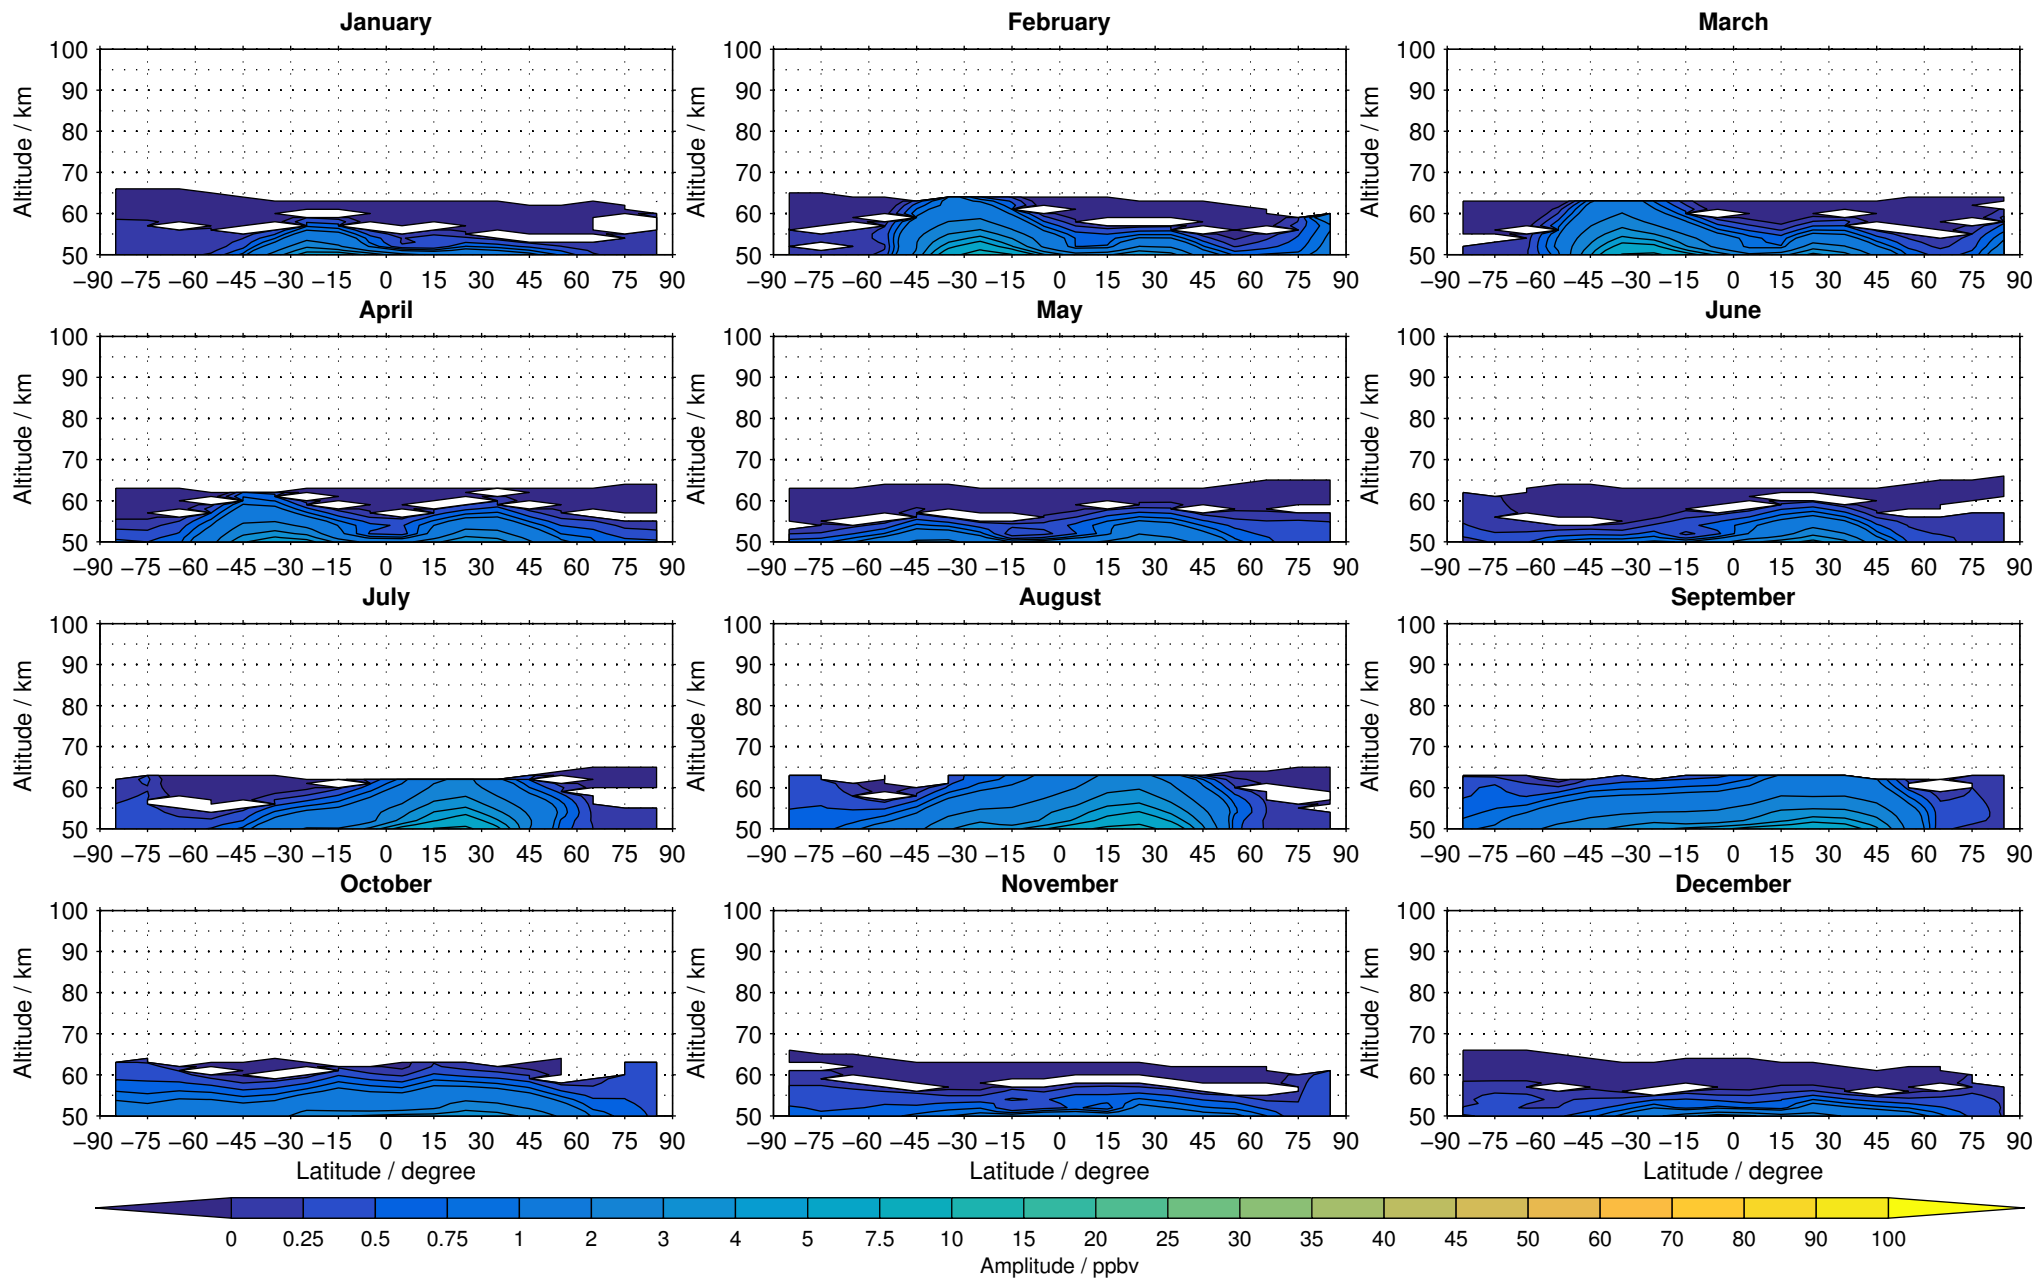 January February March
100 90 80 70 60 50 Altitude / km −90 −75 −60 −45 −30 −15 0 15 30 45 60 75 90
100 90 80 70 60 50 Altitude / km −90 −75 −60 −45 −30 −15 0 15 30 45 60 75 90
100 90 80 70 60 50 Altitude / km −90 −75 −60 −45 −30 −15 0 15 30 45 60 75 90
April May June
100 90 80 70 60 50 Altitude / km −90 −75 −60 −45 −30 −15 0 15 30 45 60 75 90
100 90 80 70 60 50 Altitude / km −90 −75 −60 −45 −30 −15 0 15 30 45 60 75 90
100 90 80 70 60 50 Altitude / km −90 −75 −60 −45 −30 −15 0 15 30 45 60 75 90
July August September
100 90 80 70 60 50 Altitude / km −90 −75 −60 −45 −30 −15 0 15 30 45 60 75 90
100 90 80 70 60 50 Altitude / km −90 −75 −60 −45 −30 −15 0 15 30 45 60 75 90
100 90 80 70 60 50 Altitude / km −90 −75 −60 −45 −30 −15 0 15 30 45 60 75 90
October November December
100 90 80 70 60 50 Altitude / km −90 −75 −60 −45 −30 −15 0 15 30 45 60 75 90
100 90 80 70 60 50 Altitude / km −90 −75 −60 −45 −30 −15 0 15 30 45 60 75 90
100 90 80 70 60 50 Altitude / km −90 −75 −60 −45 −30 −15 0 15 30 45 60 75 90
Latitude / degree Latitude / degree Latitude / degree
0 0.25 0.5 0.75 1 2 3 4 5 7.5 10 15 20 25 30 35 40 45 50 60 70 80 90 100
Amplitude / ppbv